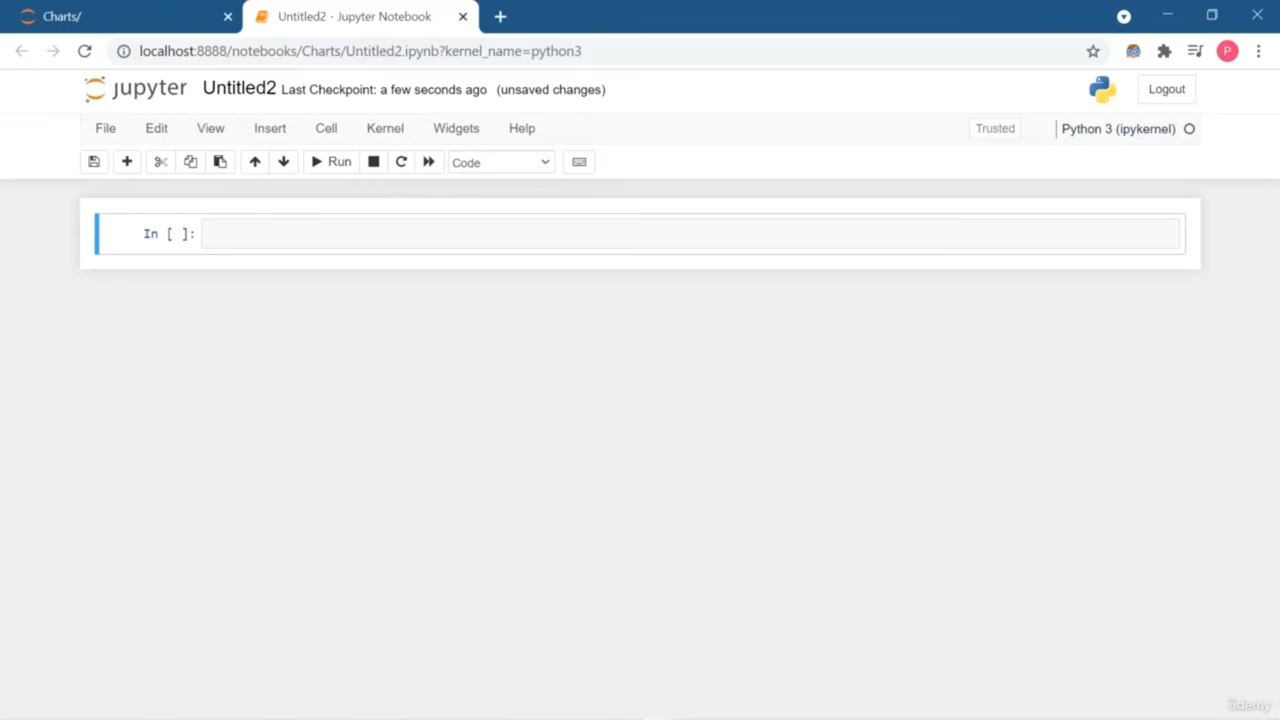 Charts/
Untitled2 - Jupyter Notebook
localhost:8888/notebooks/Charts/Untitled2.ipynb?kernel_name=python3
P
jupyter Untitled2 Last Checkpoint: a few seconds ago (unsaved changes)
Logout
File Edit View Insert Cell Kernel Widgets Help
Trusted
Python 3 (ipykernel)
Run
Code
In [ ]:
ûdemy